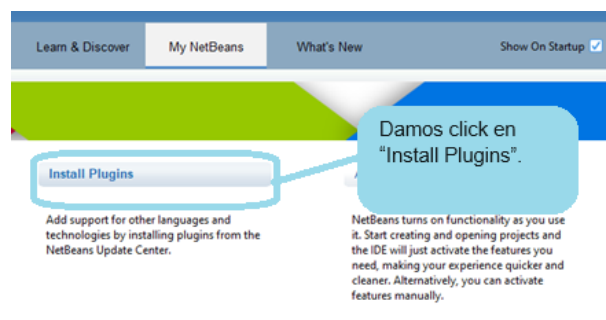 Learn & Discover
My NetBeans
What's New
Show On Startup
Damos click en
“Install Plugins”.
Install Plugins
Add support for other languages and
technologies by installing plugins from the
NetBeans Update Center.
NetBeans turns on functionality as you use
it. Start creating and opening projects and
the IDE will just activate the features you
need, making your experience quicker and
cleaner. Alternatively, you can activate
features manually.